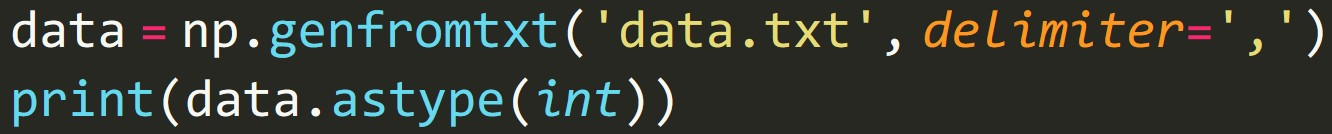 data = np.genfromtxt('data.txt', delimiter=',')
print(data.astype(int))